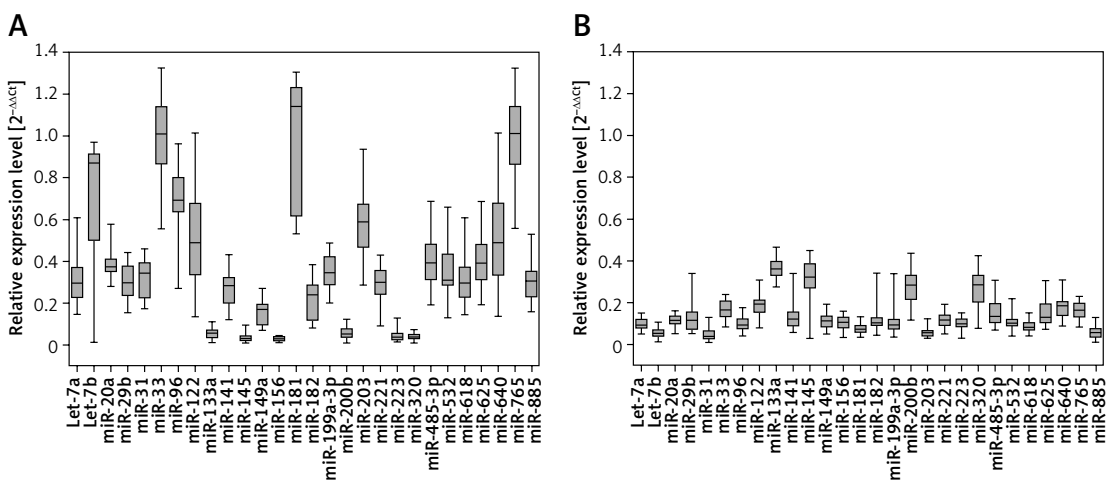 A
Relative expression level [2−ΔΔCt]
1.4
1.2
1.0
0.8
0.6
0.4
0.2
0
Let-7a
Let-7b
miR-20a
miR-29b
miR-31
miR-33
miR-96
miR-122
miR-133a
miR-141
miR-145
miR-149a
miR-156
miR-181
miR-182
miR-199a-3p
miR-200b
miR-203
miR-221
miR-223
miR-320
miR-485-3p
miR-532
miR-618
miR-625
miR-640
miR-765
miR-885
B
Relative expression level [2−ΔΔCt]
1.4
1.2
1.0
0.8
0.6
0.4
0.2
0
Let-7a
Let-7b
miR-20a
miR-29b
miR-31
miR-33
miR-96
miR-122
miR-133a
miR-141
miR-145
miR-149a
miR-156
miR-181
miR-182
miR-199a-3p
miR-200b
miR-203
miR-221
miR-223
miR-320
miR-485-3p
miR-532
miR-618
miR-625
miR-640
miR-765
miR-885